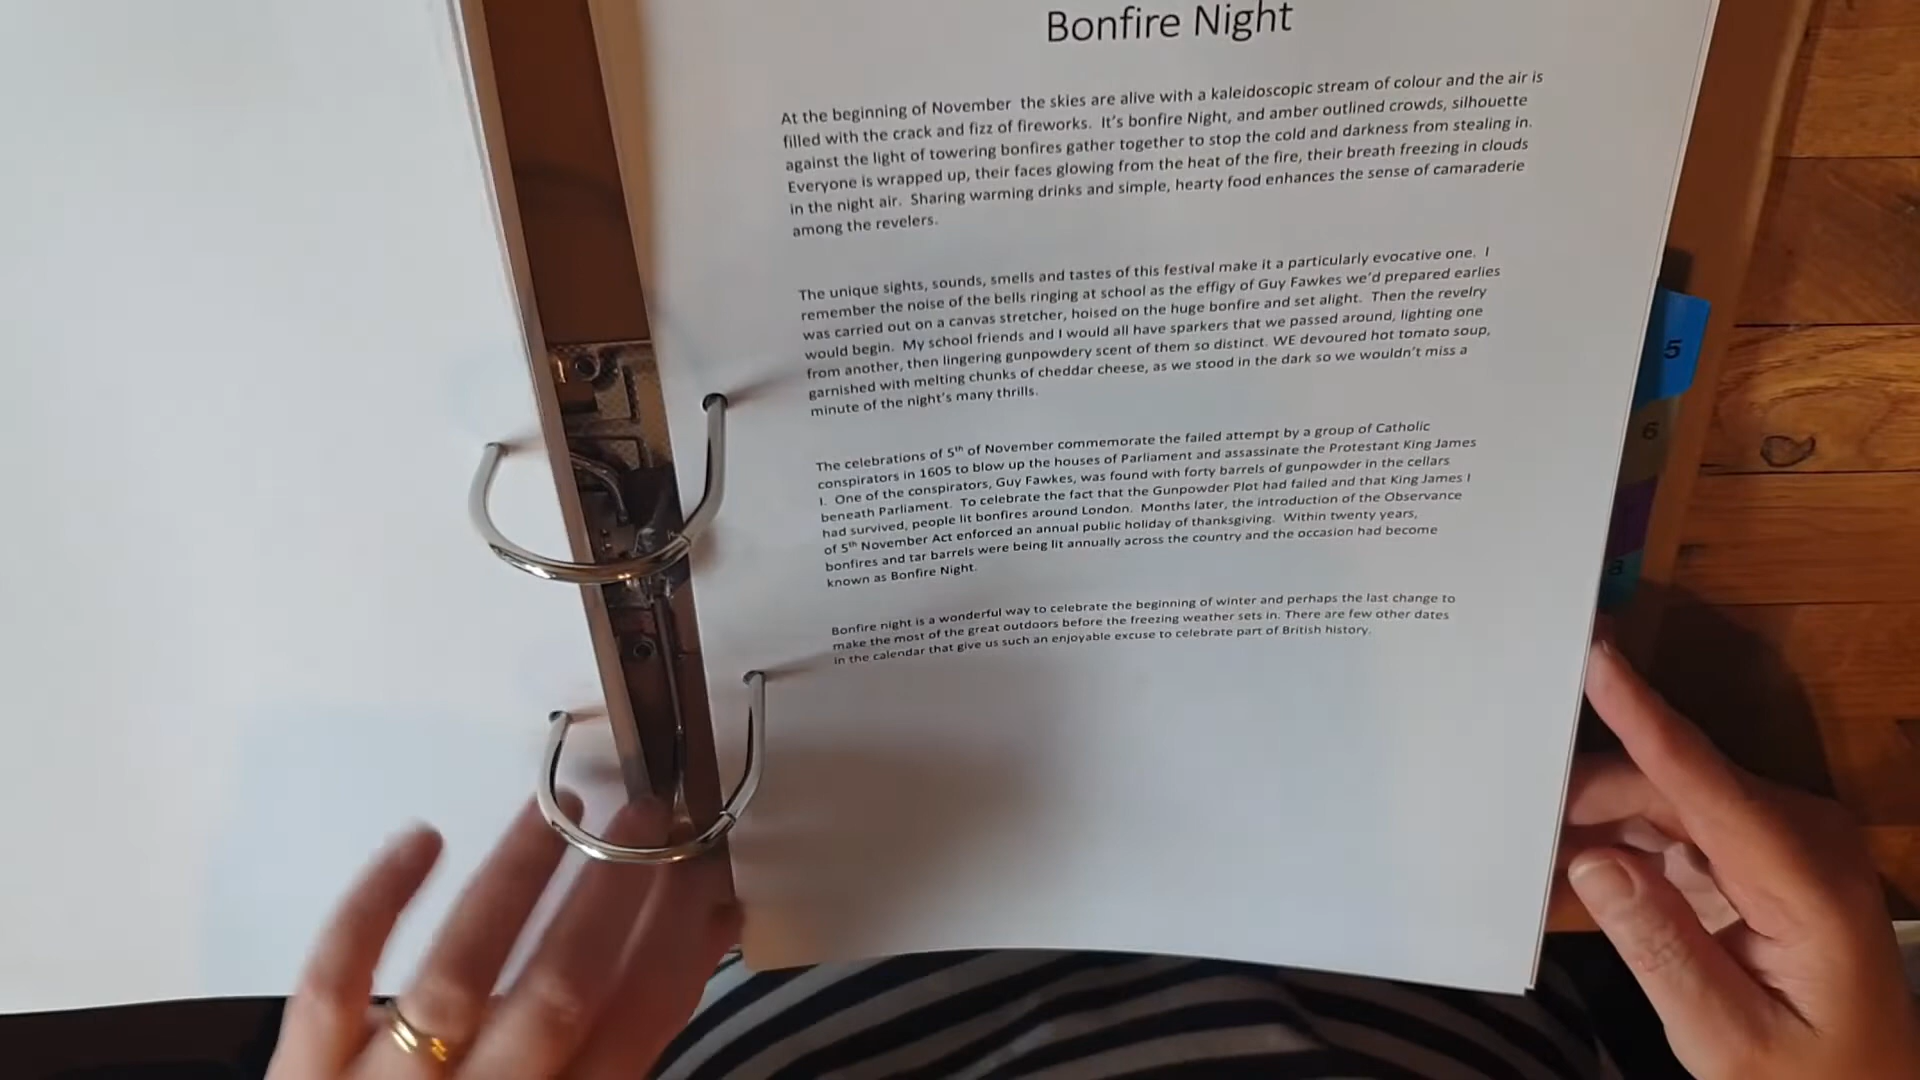 Bonfire Night
At the beginning of November the skies are alive with a kaleidoscopic stream of colour and the air is
filled with the crack and fizz of fireworks. It's bonfire Night, and amber outlined crowds, silhouette
against the light of towering bonfires gather together to stop the cold and darkness from stealing in.
Everyone is wrapped up, their faces glowing from the heat of the fire, their breath freezing in clouds
in the night air. Sharing warming drinks and simple, hearty food enhances the sense of camaraderie
among the revelers.
The unique sights, sounds, smells and tastes of this festival make it a particularly evocative one. I
remember the noise of the bells ringing at school as the effigy of Guy Fawkes we'd prepared earlies
was carried out on a canvas stretcher, hoised on the huge bonfire and set alight. Then the revelry
would begin. My school friends and I would all have sparkers that we passed around, lighting one
from another, then lingering gunpowdery scent of them so distinct. WE devoured hot tomato soup,
garnished with melting chunks of cheddar cheese, as we stood in the dark so we wouldn't miss a
minute of the night's many thrills.
The celebrations of 5th of November commemorate the failed attempt by a group of Catholic
conspirators in 1605 to blow up the houses of Parliament and assassinate the Protestant King James
I. One of the conspirators, Guy Fawkes, was found with forty barrels of gunpowder in the cellars
beneath Parliament. To celebrate the fact that the Gunpowder Plot had failed and that King James I
had survived, people lit bonfires around London. Months later, the introduction of the Observance
of 5th November Act enforced an annual public holiday of thanksgiving. Within twenty years,
bonfires and tar barrels were being lit annually across the country and the occasion had become
known as Bonfire Night.
Bonfire night is a wonderful way to celebrate the beginning of winter and perhaps the last change to
make the most of the great outdoors before the freezing weather sets in. There are few other dates
in the calendar that give us such an enjoyable excuse to celebrate part of British history.
5
6
8